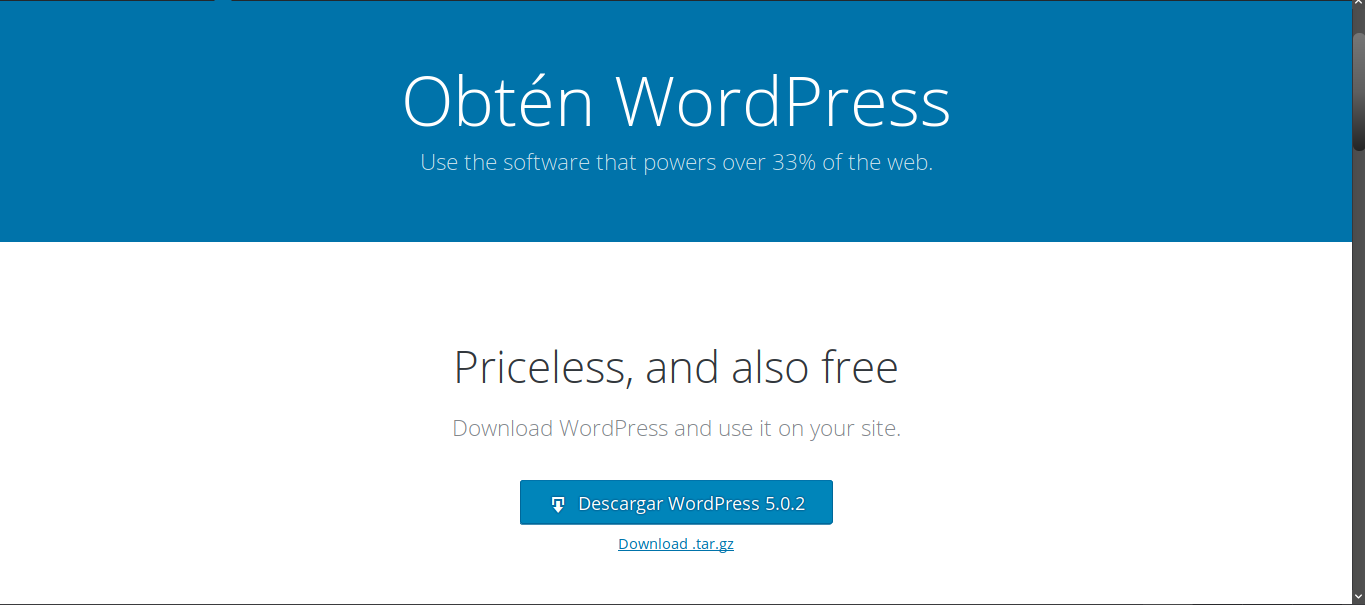 Obtén WordPress
Use the software that powers over 33% of the web.
Priceless, and also free
Download WordPress and use it on your site.
Descargar WordPress 5.0.2
Download .tar.gz